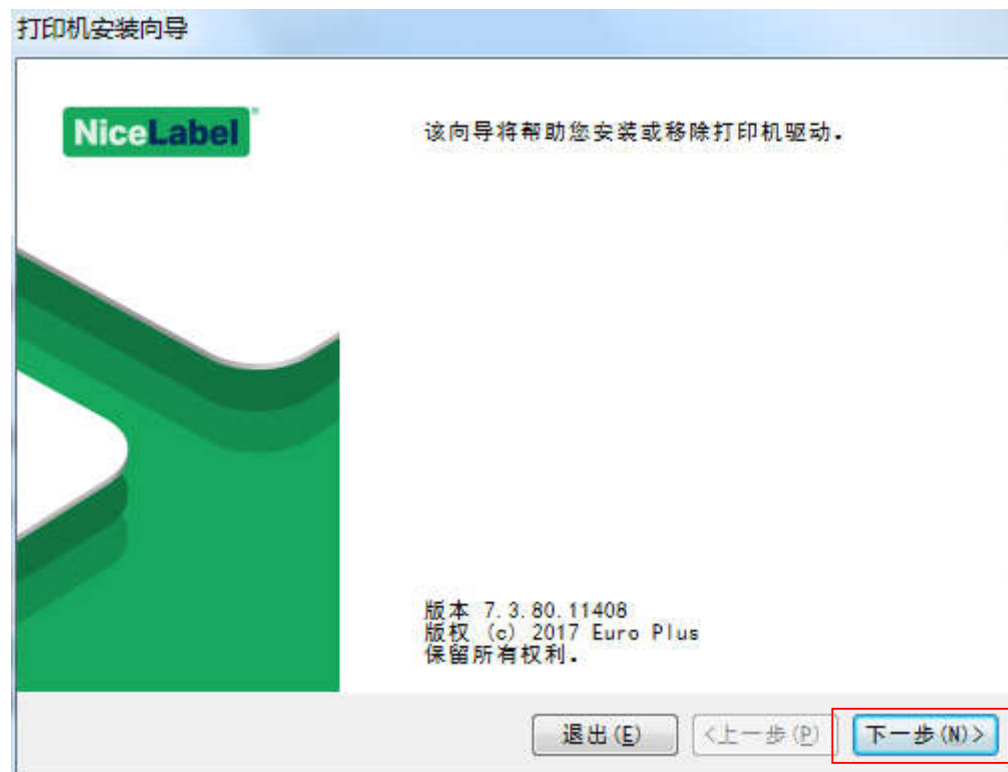 打印机安装向导
NiceLabel
该向导将帮助您安装或移除打印机驱动.
版本 7.3.80.11408
版权 (c) 2017 Euro Plus
保留所有权利.
退出(E)
<上一步(P)
下一步(N)>